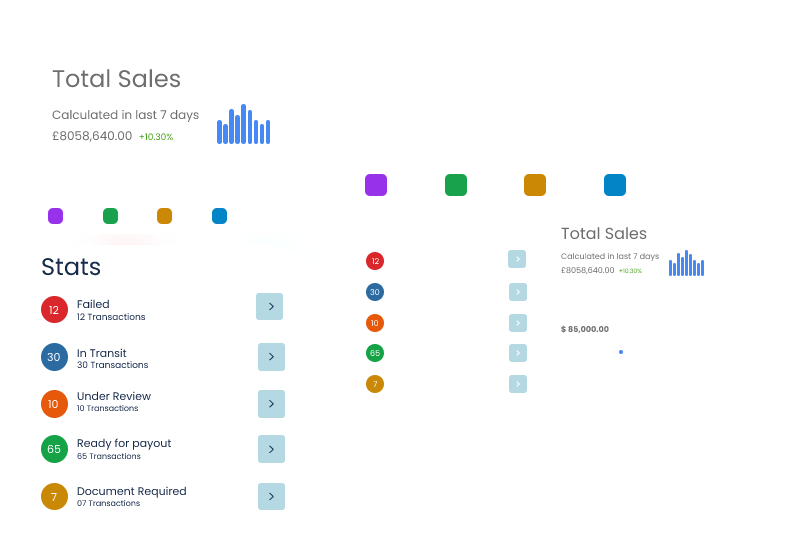 Total Sales
Calculated in last 7 days
£8058,640.00 +10.30%
Stats
12 Failed
12 Transactions
30 In Transit
30 Transactions
10 Under Review
10 Transactions
65 Ready for payout
65 Transactions
7 Document Required
07 Transactions
12
30
10
65
7
Total Sales
Calculated in last 7 days
£8058,640.00 +10.30%
$ 85,000.00